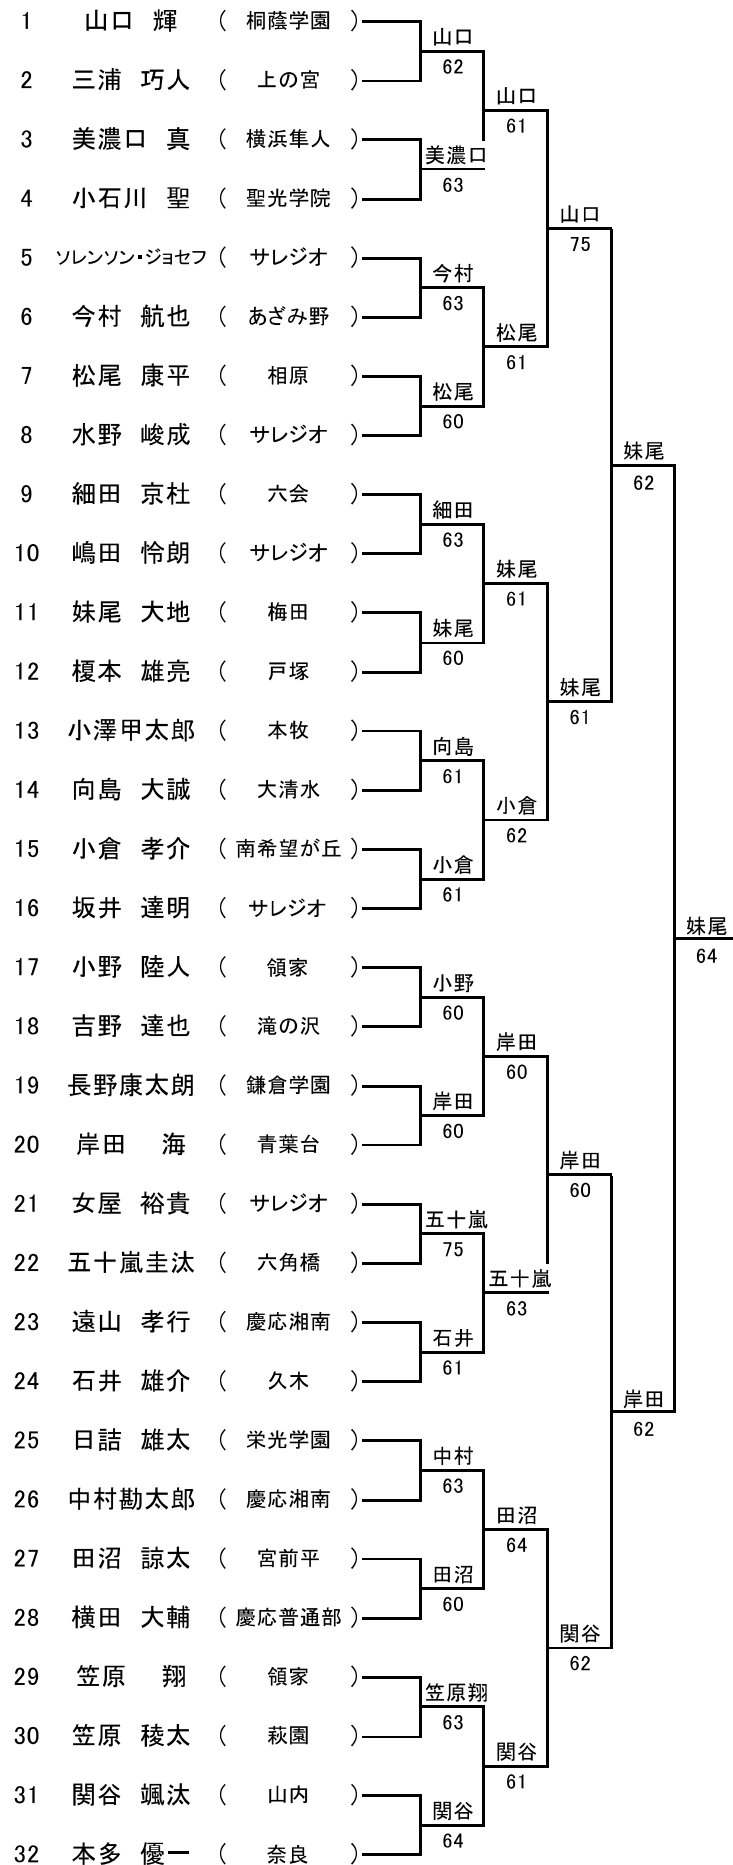 1 山口 輝 ( 桐蔭学園 )
山口
62
2 三浦 巧人 ( 上の宮 )
山口
61
3 美濃口 真 ( 横浜隼人 )
美濃口
63
4 小石川 聖 ( 聖光学院 )
山口
75
5 ソレンソン・ジョセフ ( サレジオ )
今村
63
6 今村 航也 ( あざみ野 )
松尾
61
7 松尾 康平 ( 相原 )
松尾
60
8 水野 峻成 ( サレジオ )
妹尾
62
9 細田 京杜 ( 六会 )
細田
63
10 嶋田 怜朗 ( サレジオ )
妹尾
61
11 妹尾 大地 ( 梅田 )
妹尾
60
12 榎本 雄亮 ( 戸塚 )
妹尾
61
13 小澤甲太郎 ( 本牧 )
向島
61
14 向島 大誠 ( 大清水 )
小倉
62
15 小倉 孝介 ( 南希望が丘 )
小倉
61
16 坂井 達明 ( サレジオ )
妹尾
64
17 小野 陸人 ( 領家 )
小野
60
18 吉野 達也 ( 滝の沢 )
岸田
60
19 長野康太朗 ( 鎌倉学園 )
岸田
60
20 岸田 海 ( 青葉台 )
岸田
60
21 女屋 裕貴 ( サレジオ )
五十嵐
75
22 五十嵐圭汰 ( 六角橋 )
五十嵐
63
23 遠山 孝行 ( 慶応湘南 )
石井
61
24 石井 雄介 ( 久木 )
岸田
62
25 日詰 雄太 ( 栄光学園 )
中村
63
26 中村勘太郎 ( 慶応湘南 )
田沼
64
27 田沼 諒太 ( 宮前平 )
田沼
60
28 横田 大輔 ( 慶応普通部 )
関谷
62
29 笠原 翔 ( 領家 )
笠原翔
63
30 笠原 稜太 ( 萩園 )
関谷
61
31 関谷 颯汰 ( 山内 )
関谷
64
32 本多 優一 ( 奈良 )